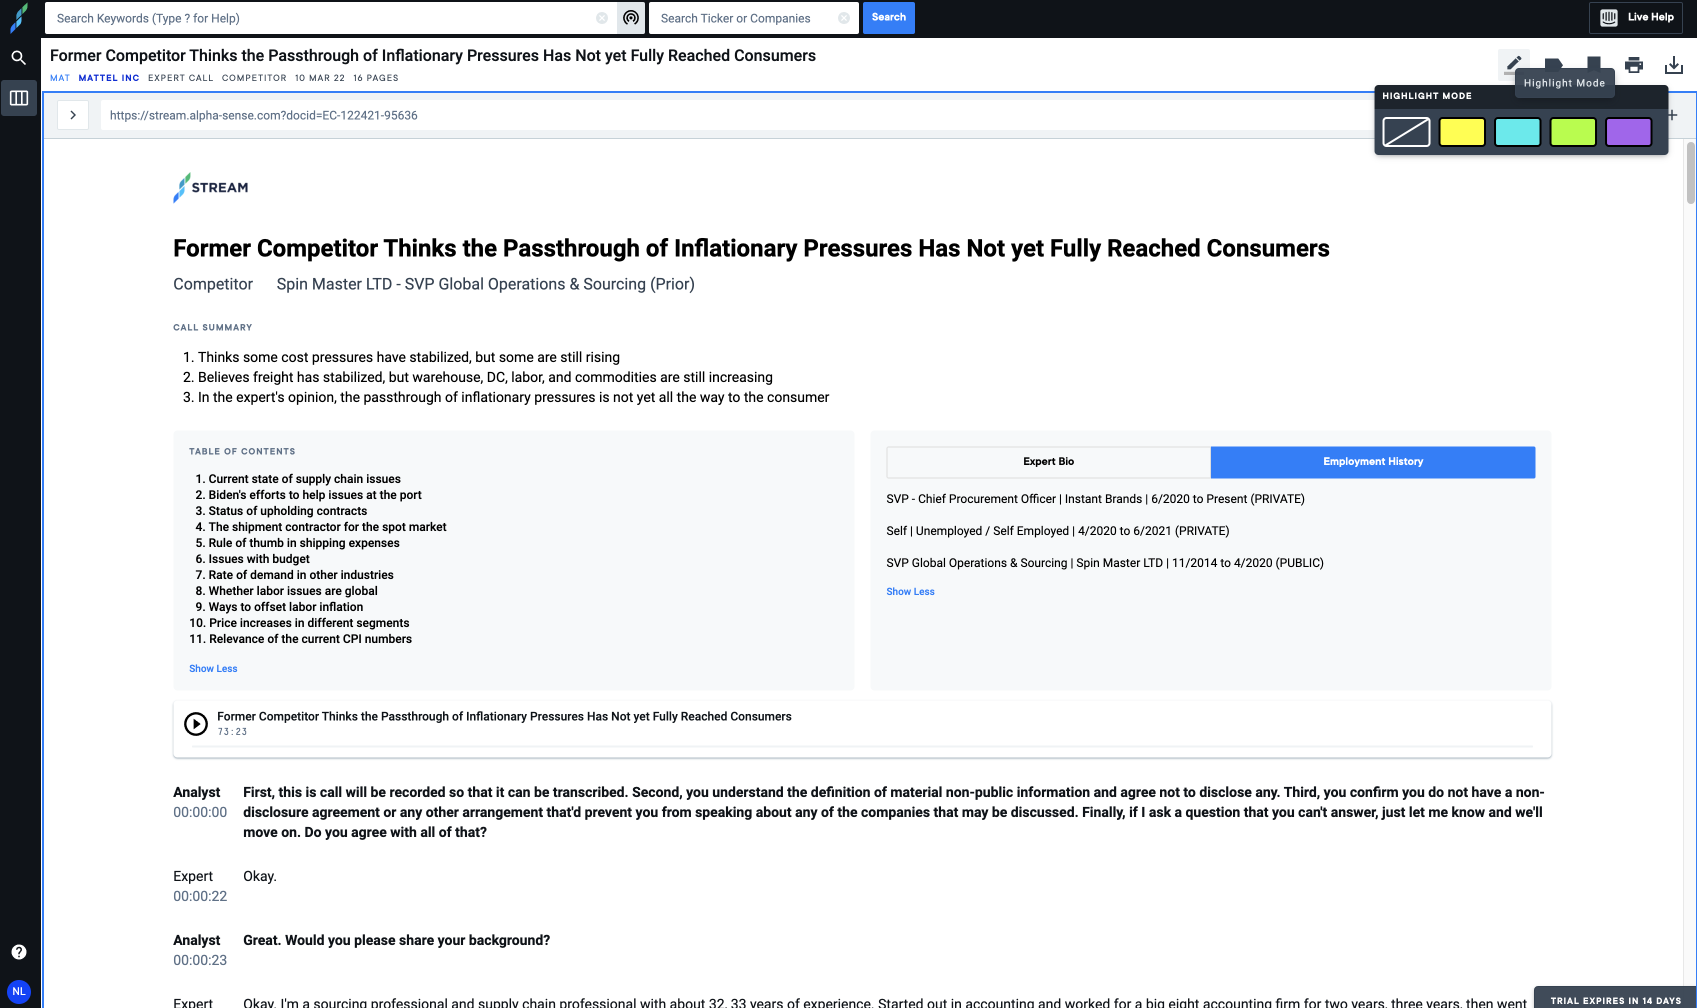 Search Keywords (Type ? for Help)
Search Ticker or Companies
Search
Live Help
Former Competitor Thinks the Passthrough of Inflationary Pressures Has Not yet Fully Reached Consumers
MAT MATTEL INC EXPERT CALL COMPETITOR 10 MAR 22 16 PAGES
Highlight Mode
HIGHLIGHT MODE
https://stream.alpha-sense.com?docid=EC-122421-95636
STREAM
Former Competitor Thinks the Passthrough of Inflationary Pressures Has Not yet Fully Reached Consumers
Competitor Spin Master LTD - SVP Global Operations & Sourcing (Prior)
CALL SUMMARY
1. Thinks some cost pressures have stabilized, but some are still rising
2. Believes freight has stabilized, but warehouse, DC, labor, and commodities are still increasing
3. In the expert's opinion, the passthrough of inflationary pressures is not yet all the way to the consumer
TABLE OF CONTENTS
1. Current state of supply chain issues
2. Biden's efforts to help issues at the port
3. Status of upholding contracts
4. The shipment contractor for the spot market
5. Rule of thumb in shipping expenses
6. Issues with budget
7. Rate of demand in other industries
8. Whether labor issues are global
9. Ways to offset labor inflation
10. Price increases in different segments
11. Relevance of the current CPI numbers
Show Less
Expert Bio
Employment History
SVP - Chief Procurement Officer | Instant Brands | 6/2020 to Present (PRIVATE)
Self | Unemployed / Self Employed | 4/2020 to 6/2021 (PRIVATE)
SVP Global Operations & Sourcing | Spin Master LTD | 11/2014 to 4/2020 (PUBLIC)
Show Less
Former Competitor Thinks the Passthrough of Inflationary Pressures Has Not yet Fully Reached Consumers
73:23
Analyst
00:00:00
First, this is call will be recorded so that it can be transcribed. Second, you understand the definition of material non-public information and agree not to disclose any. Third, you confirm you do not have a non-
disclosure agreement or any other arrangement that'd prevent you from speaking about any of the companies that may be discussed. Finally, if I ask a question that you can't answer, just let me know and we'll
move on. Do you agree with all of that?
Expert
00:00:22
Okay.
Analyst
00:00:23
Great. Would you please share your background?
Expert
Okay. I'm a sourcing professional and supply chain professional with about 32, 33 years of experience. Started out in accounting and worked for a big eight accounting firm for two years, three years, then went
NL
TRIAL EXPIRES IN 14 DAYS